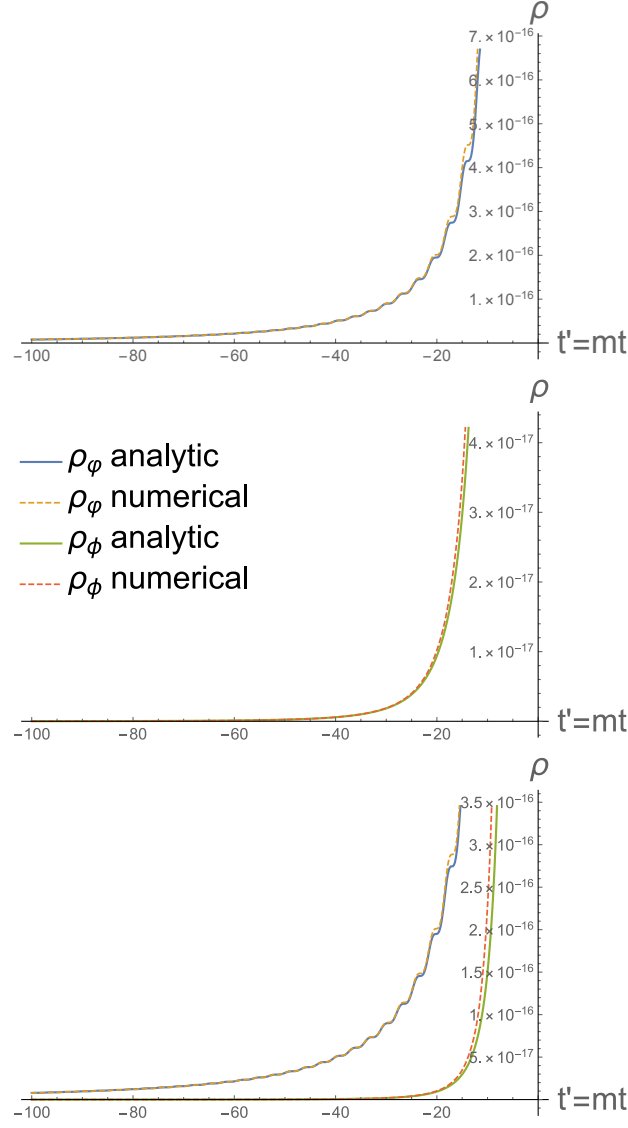 ρ
7.×10⁻¹⁶
6.×10⁻¹⁶
5.×10⁻¹⁶
4.×10⁻¹⁶
3.×10⁻¹⁶
2.×10⁻¹⁶
1.×10⁻¹⁶
t'=mt
−100 −80 −60 −40 −20
ρ
4.×10⁻¹⁷
3.×10⁻¹⁷
2.×10⁻¹⁷
1.×10⁻¹⁷
ρ_φ analytic
ρ_φ numerical
ρ_ϕ analytic
ρ_ϕ numerical
t'=mt
−100 −80 −60 −40 −20
ρ
3.5×10⁻¹⁶
3.×10⁻¹⁶
2.5×10⁻¹⁶
2.×10⁻¹⁶
1.5×10⁻¹⁶
1.×10⁻¹⁶
5.×10⁻¹⁷
t'=mt
−100 −80 −60 −40 −20